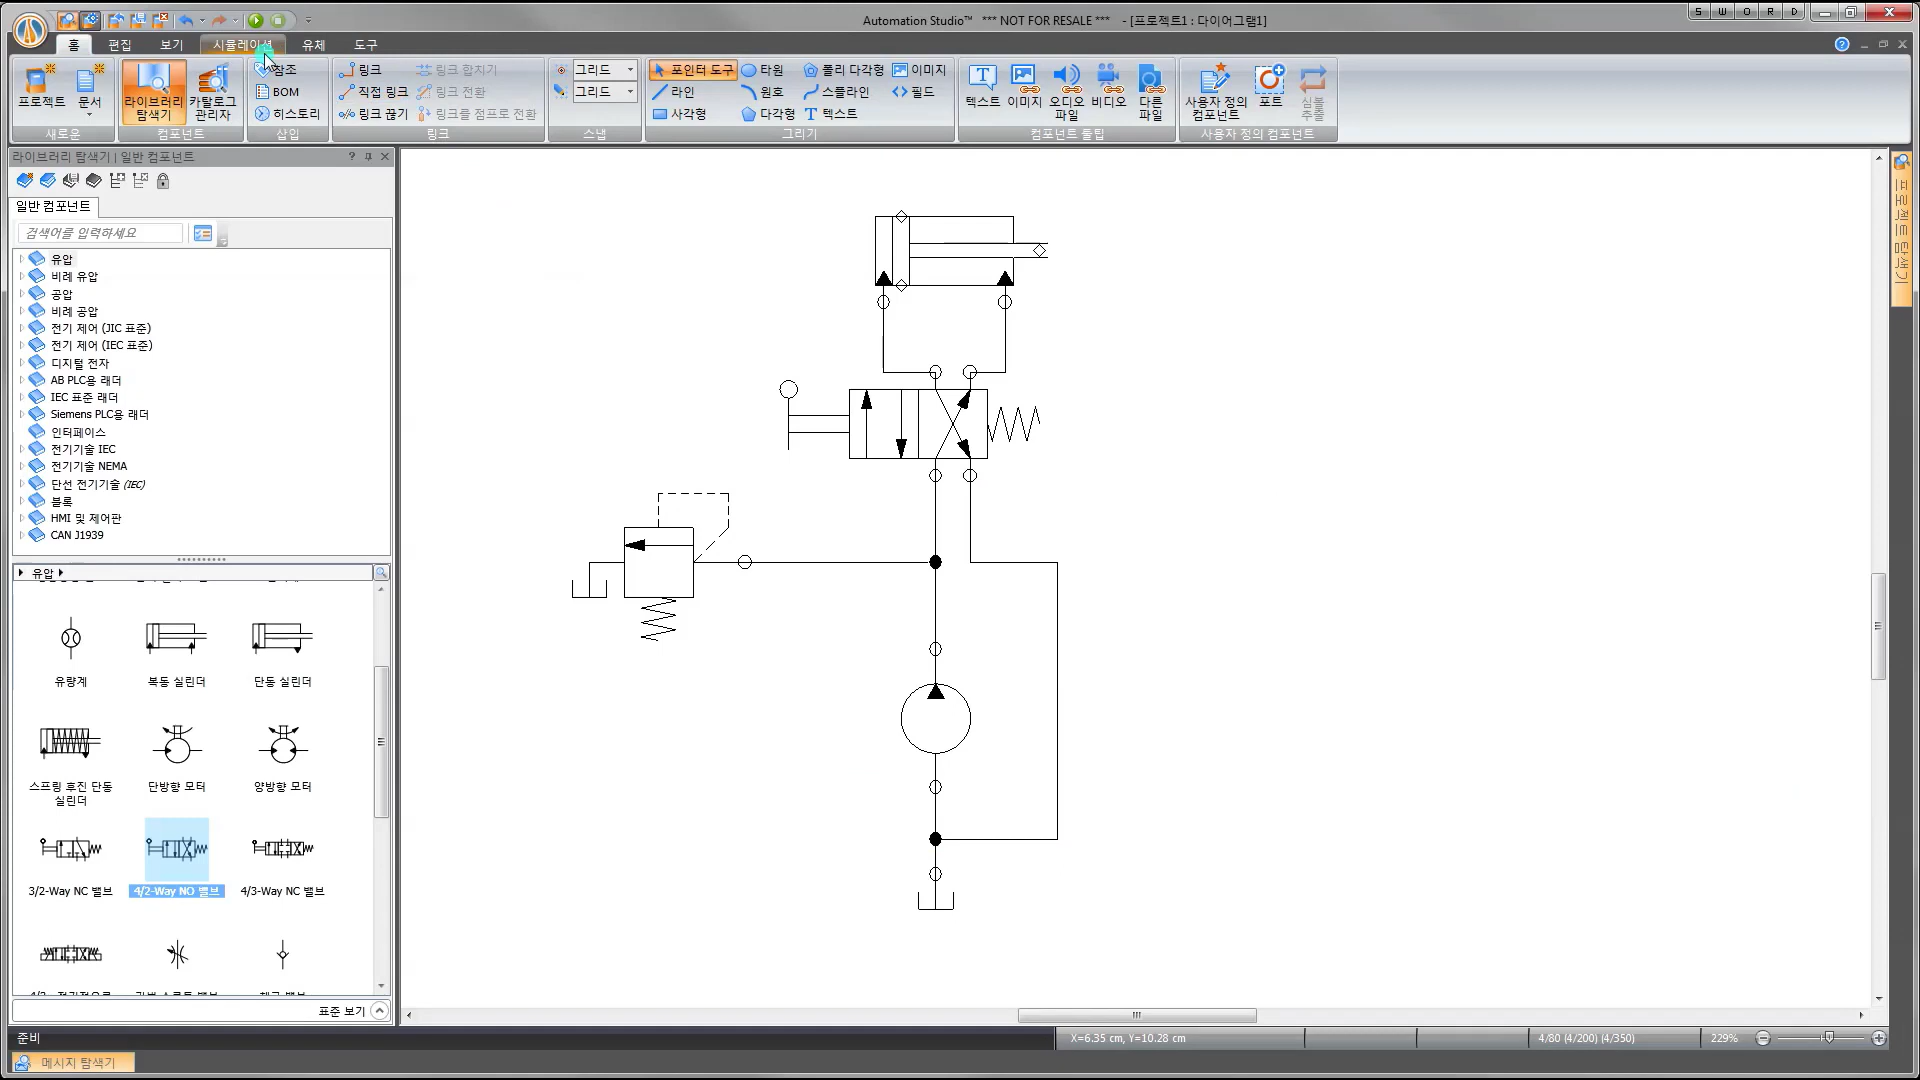 Automation Studio™ *** NOT FOR RESALE *** - [프로젝트1 : 다이어그램1]
S W O R D
홈 편집 보기 시뮬레이션 유체 도구
프로젝트
문서
새로운
라이브러리
탐색기
카탈로그
관리자
컴포넌트
참조
BOM
히스토리
삽입
링크
직접 링크
링크 끊기
링크 합치기
링크 전환
링크를 점프로 전환
링크
그리드
그리드
스냅
포인터 도구
라인
사각형
타원
원호
다각형
폴리 다각형
스플라인
텍스트
이미지
필드
그리기
텍스트
이미지
오디오
파일
비디오
다른
파일
컴포넌트 툴팁
사용자 정의
컴포넌트
포트
심볼
추출
사용자 정의 컴포넌트
라이브러리 탐색기 | 일반 컴포넌트
일반 컴포넌트
검색어를 입력하세요
유압
비례 유압
공압
비례 공압
전기 제어 (JIC 표준)
전기 제어 (IEC 표준)
디지털 전자
AB PLC용 래더
IEC 표준 래더
Siemens PLC용 래더
인터페이스
전기기술 IEC
전기기술 NEMA
단선 전기기술 (IEC)
블록
HMI 및 제어판
CAN J1939
유압
유량계
복동 실린더
단동 실린더
스프링 후진 단동
실린더
단방향 모터
양방향 모터
3/2-Way NC 밸브
4/2-Way NO 밸브
4/3-Way NC 밸브
표준 보기
프로젝트 탐색기
준비
X=6.35 cm, Y=10.28 cm
4/80 (4/200) (4/350)
229%
메시지 탐색기